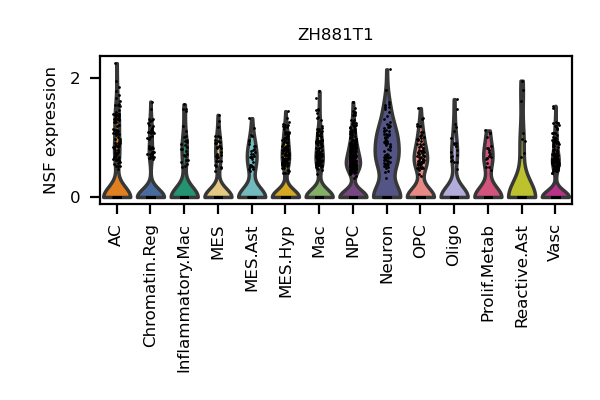 ZH881T1
NSF expression
2
0
AC
Chromatin.Reg
Inflammatory.Mac
MES
MES.Ast
MES.Hyp
Mac
NPC
Neuron
OPC
Oligo
Prolif.Metab
Reactive.Ast
Vasc